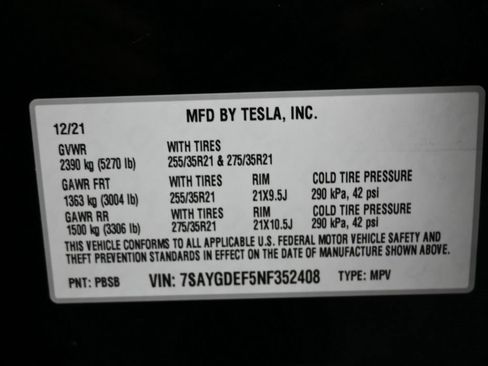 MFD BY TESLA, INC.
12/21
GVWR WITH TIRES
2390 kg (5270 lb) 255/35R21 & 275/35R21
GAWR FRT WITH TIRES RIM COLD TIRE PRESSURE
1363 kg (3004 lb) 255/35R21 21X9.5J 290 kPa, 42 psi
GAWR RR WITH TIRES RIM COLD TIRE PRESSURE
1500 kg (3306 lb) 275/35R21 21X10.5J 290 kPa, 42 psi
THIS VEHICLE CONFORMS TO ALL APPLICABLE U.S. FEDERAL MOTOR VEHICLE SAFETY AND
THEFT PREVENTION STANDARDS IN EFFECT ON THE DATE OF MANUFACTURE SHOWN ABOVE.
PNT: PBSB VIN: 7SAYGDEF5NF352408 TYPE: MPV